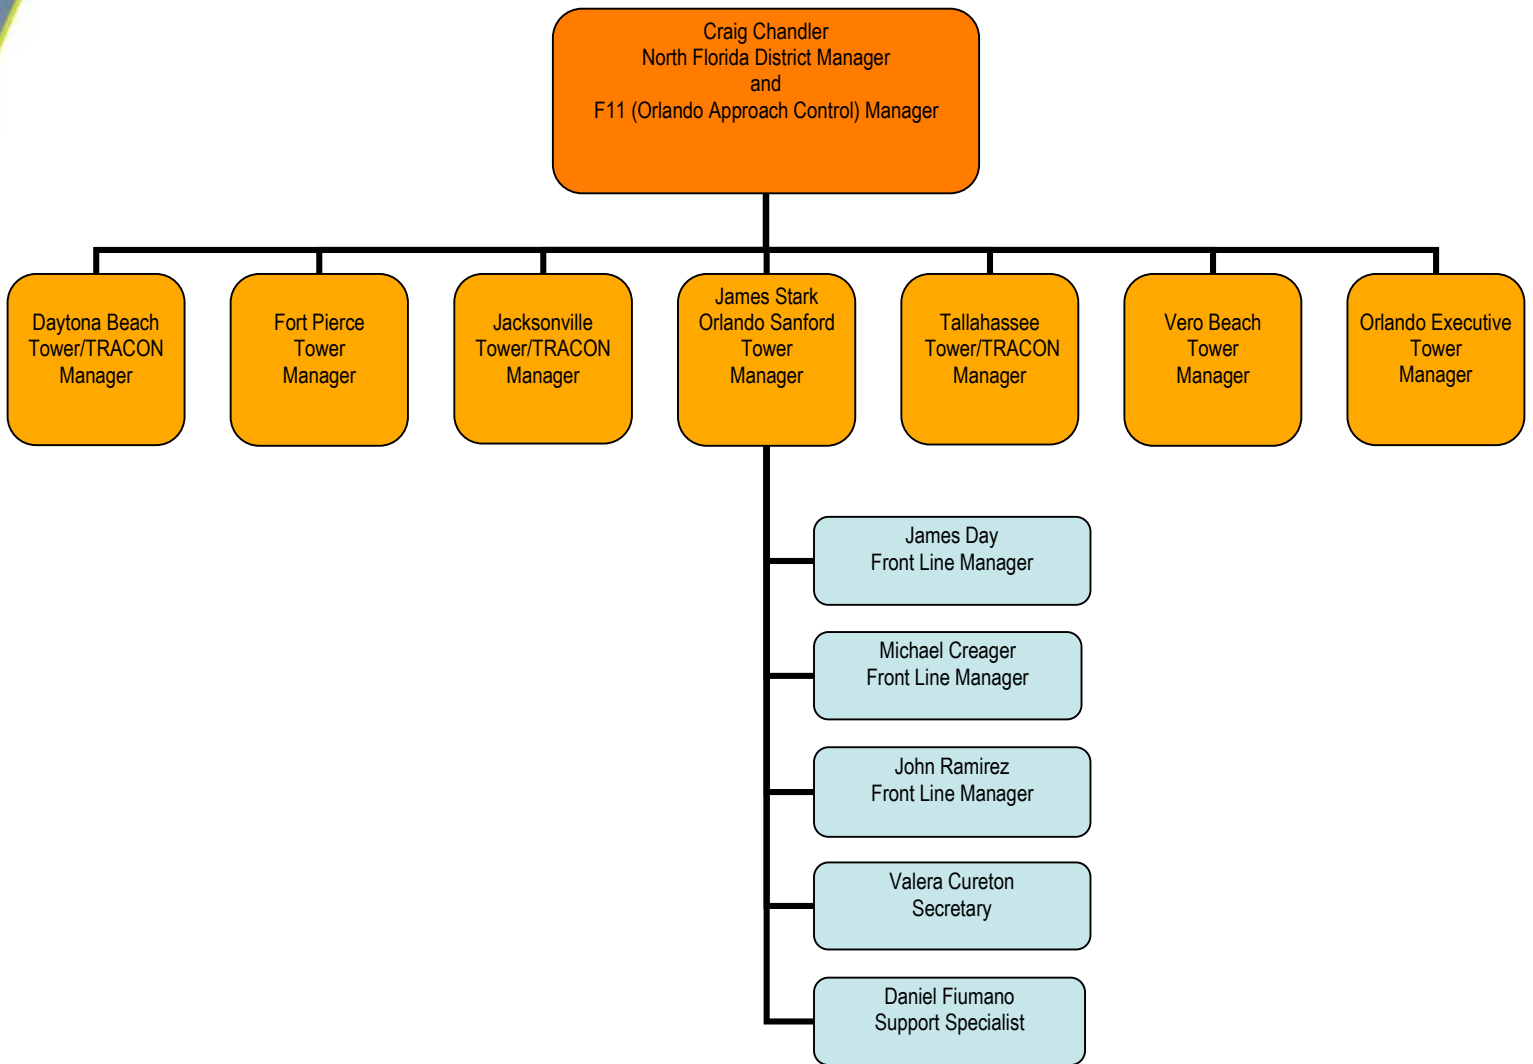 Craig Chandler
North Florida District Manager
and
F11 (Orlando Approach Control) Manager
Daytona Beach
Tower/TRACON
Manager
Fort Pierce
Tower
Manager
Jacksonville
Tower/TRACON
Manager
James Stark
Orlando Sanford
Tower
Manager
Tallahassee
Tower/TRACON
Manager
Vero Beach
Tower
Manager
Orlando Executive
Tower
Manager
James Day
Front Line Manager
Michael Creager
Front Line Manager
John Ramirez
Front Line Manager
Valera Cureton
Secretary
Daniel Fiumano
Support Specialist